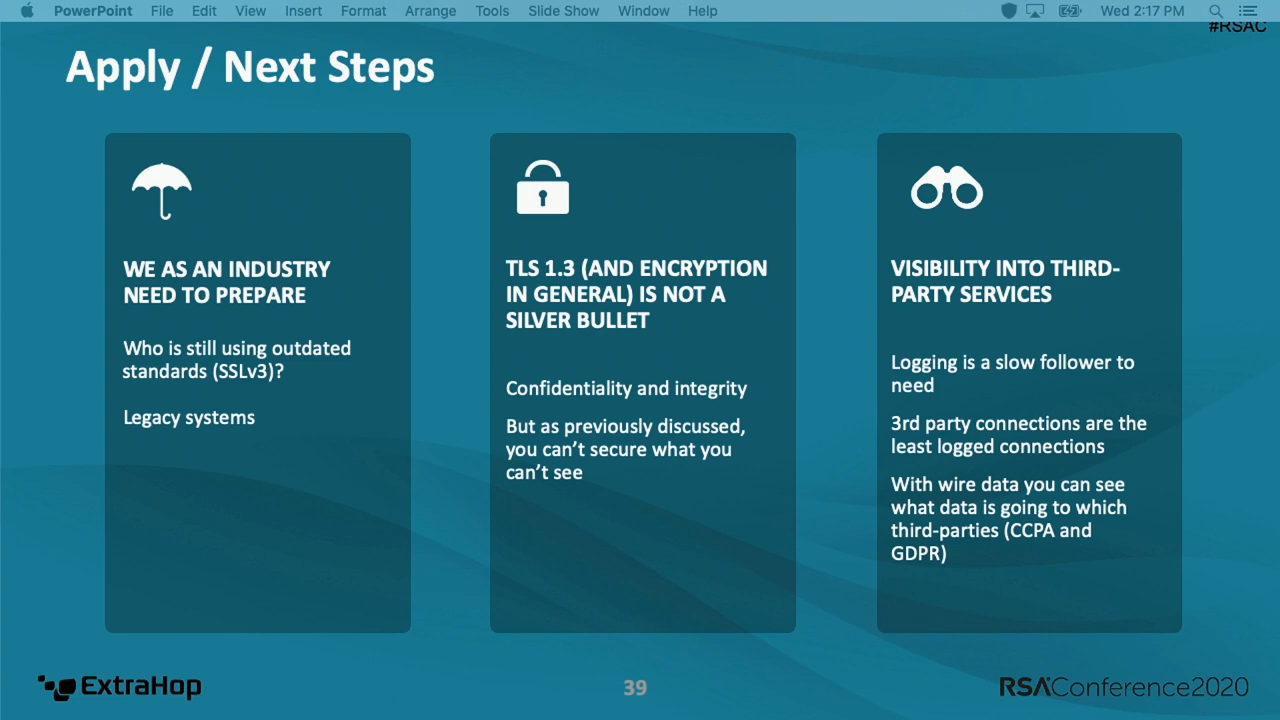 PowerPoint File Edit View Insert Format Arrange Tools Slide Show Window Help Wed 2:17 PM
#RSAC
Apply / Next Steps
WE AS AN INDUSTRY
NEED TO PREPARE
Who is still using outdated
standards (SSLv3)?
Legacy systems
TLS 1.3 (AND ENCRYPTION
IN GENERAL) IS NOT A
SILVER BULLET
Confidentiality and integrity
But as previously discussed,
you can’t secure what you
can’t see
VISIBILITY INTO THIRD-
PARTY SERVICES
Logging is a slow follower to
need
3rd party connections are the
least logged connections
With wire data you can see
what data is going to which
third-parties (CCPA and
GDPR)
ExtraHop
39
RSAConference2020